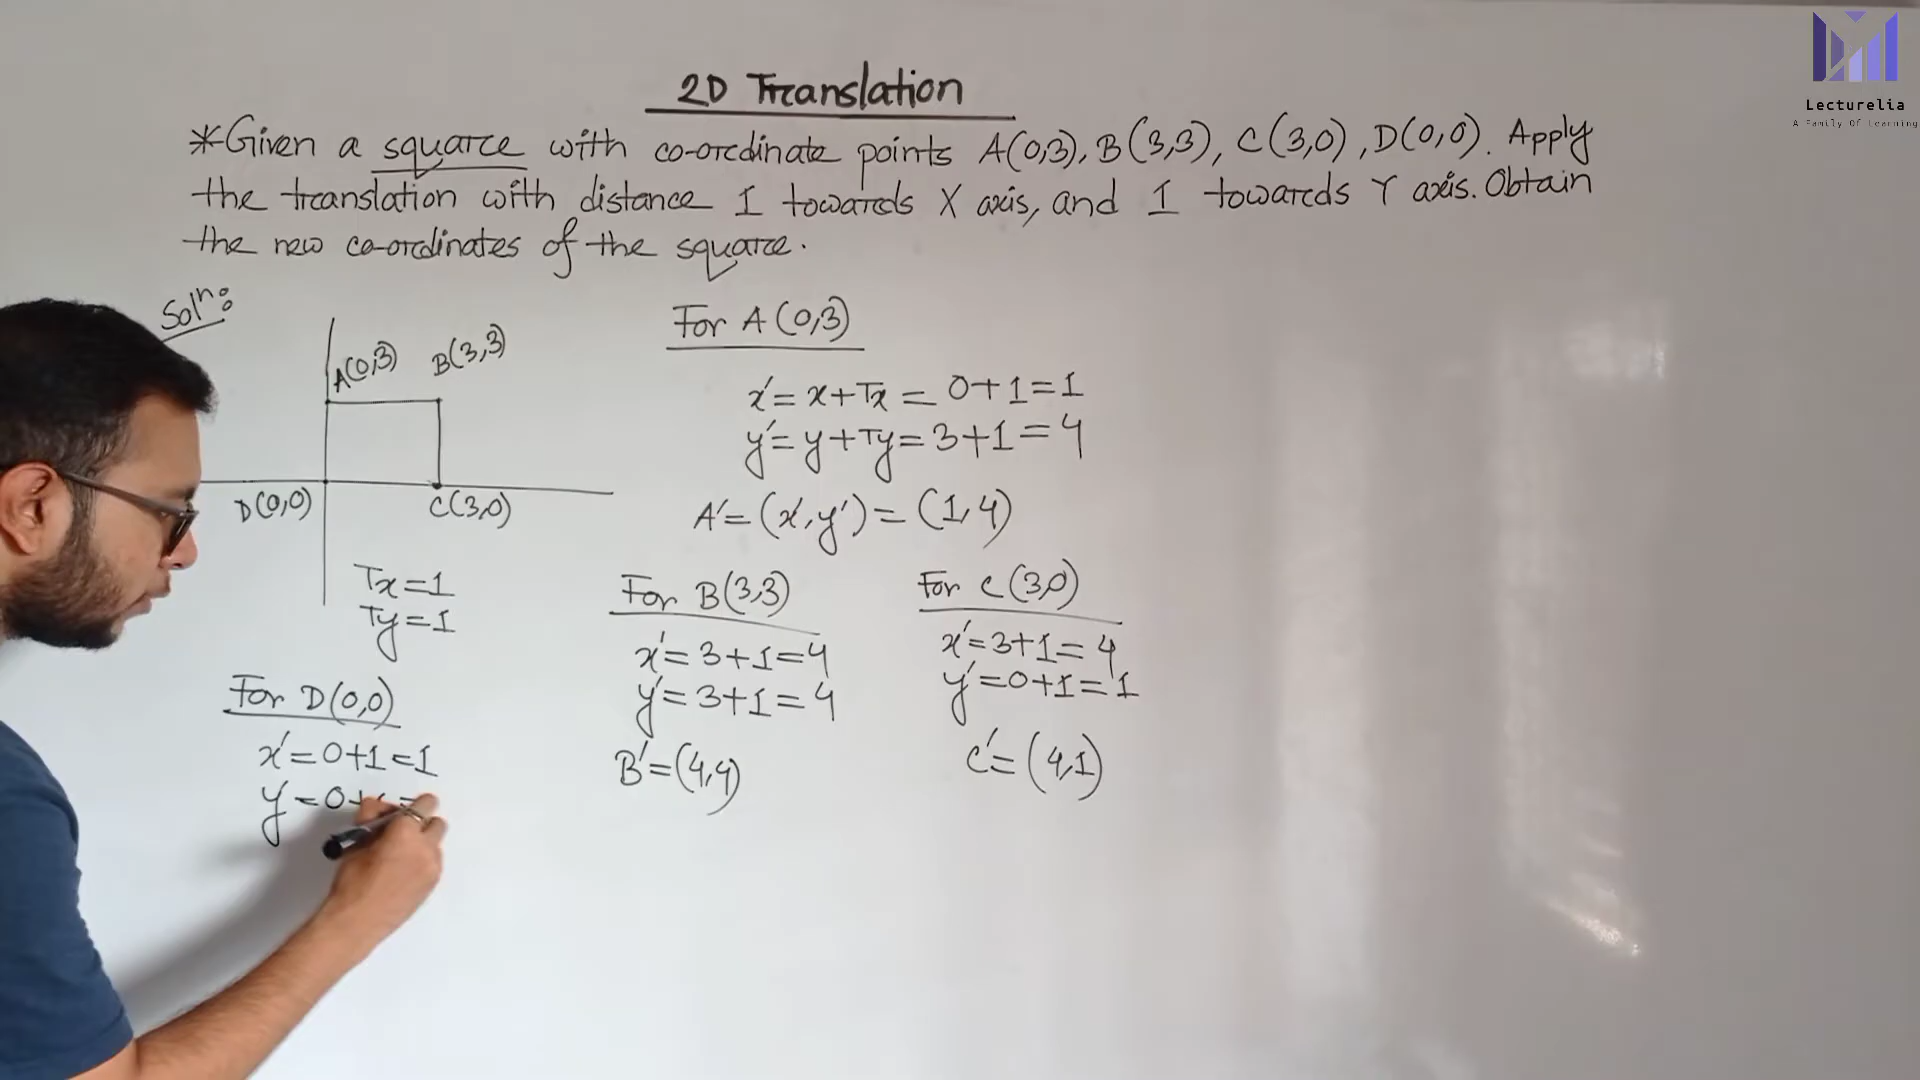 2D Translation
*Given a square with co-ordinate points A(0,3), B(3,3), C(3,0), D(0,0). Apply
the translation with distance 1 towards X axis, and 1 towards Y axis. Obtain
the new co-ordinates of the square.
Solⁿ:
A(0,3) B(3,3)
D(0,0) C(3,0)
Tx=1
Ty=1
For A(0,3)
x'=x+Tx=0+1=1
y'=y+Ty=3+1=4
A'=(x',y')=(1,4)
For B(3,3)
x'=3+1=4
y'=3+1=4
B'=(4,4)
For C(3,0)
x'=3+1=4
y'=0+1=1
C'=(4,1)
For D(0,0)
x'=0+1=1
y'=0+
Lecturelia
A Family Of Learning